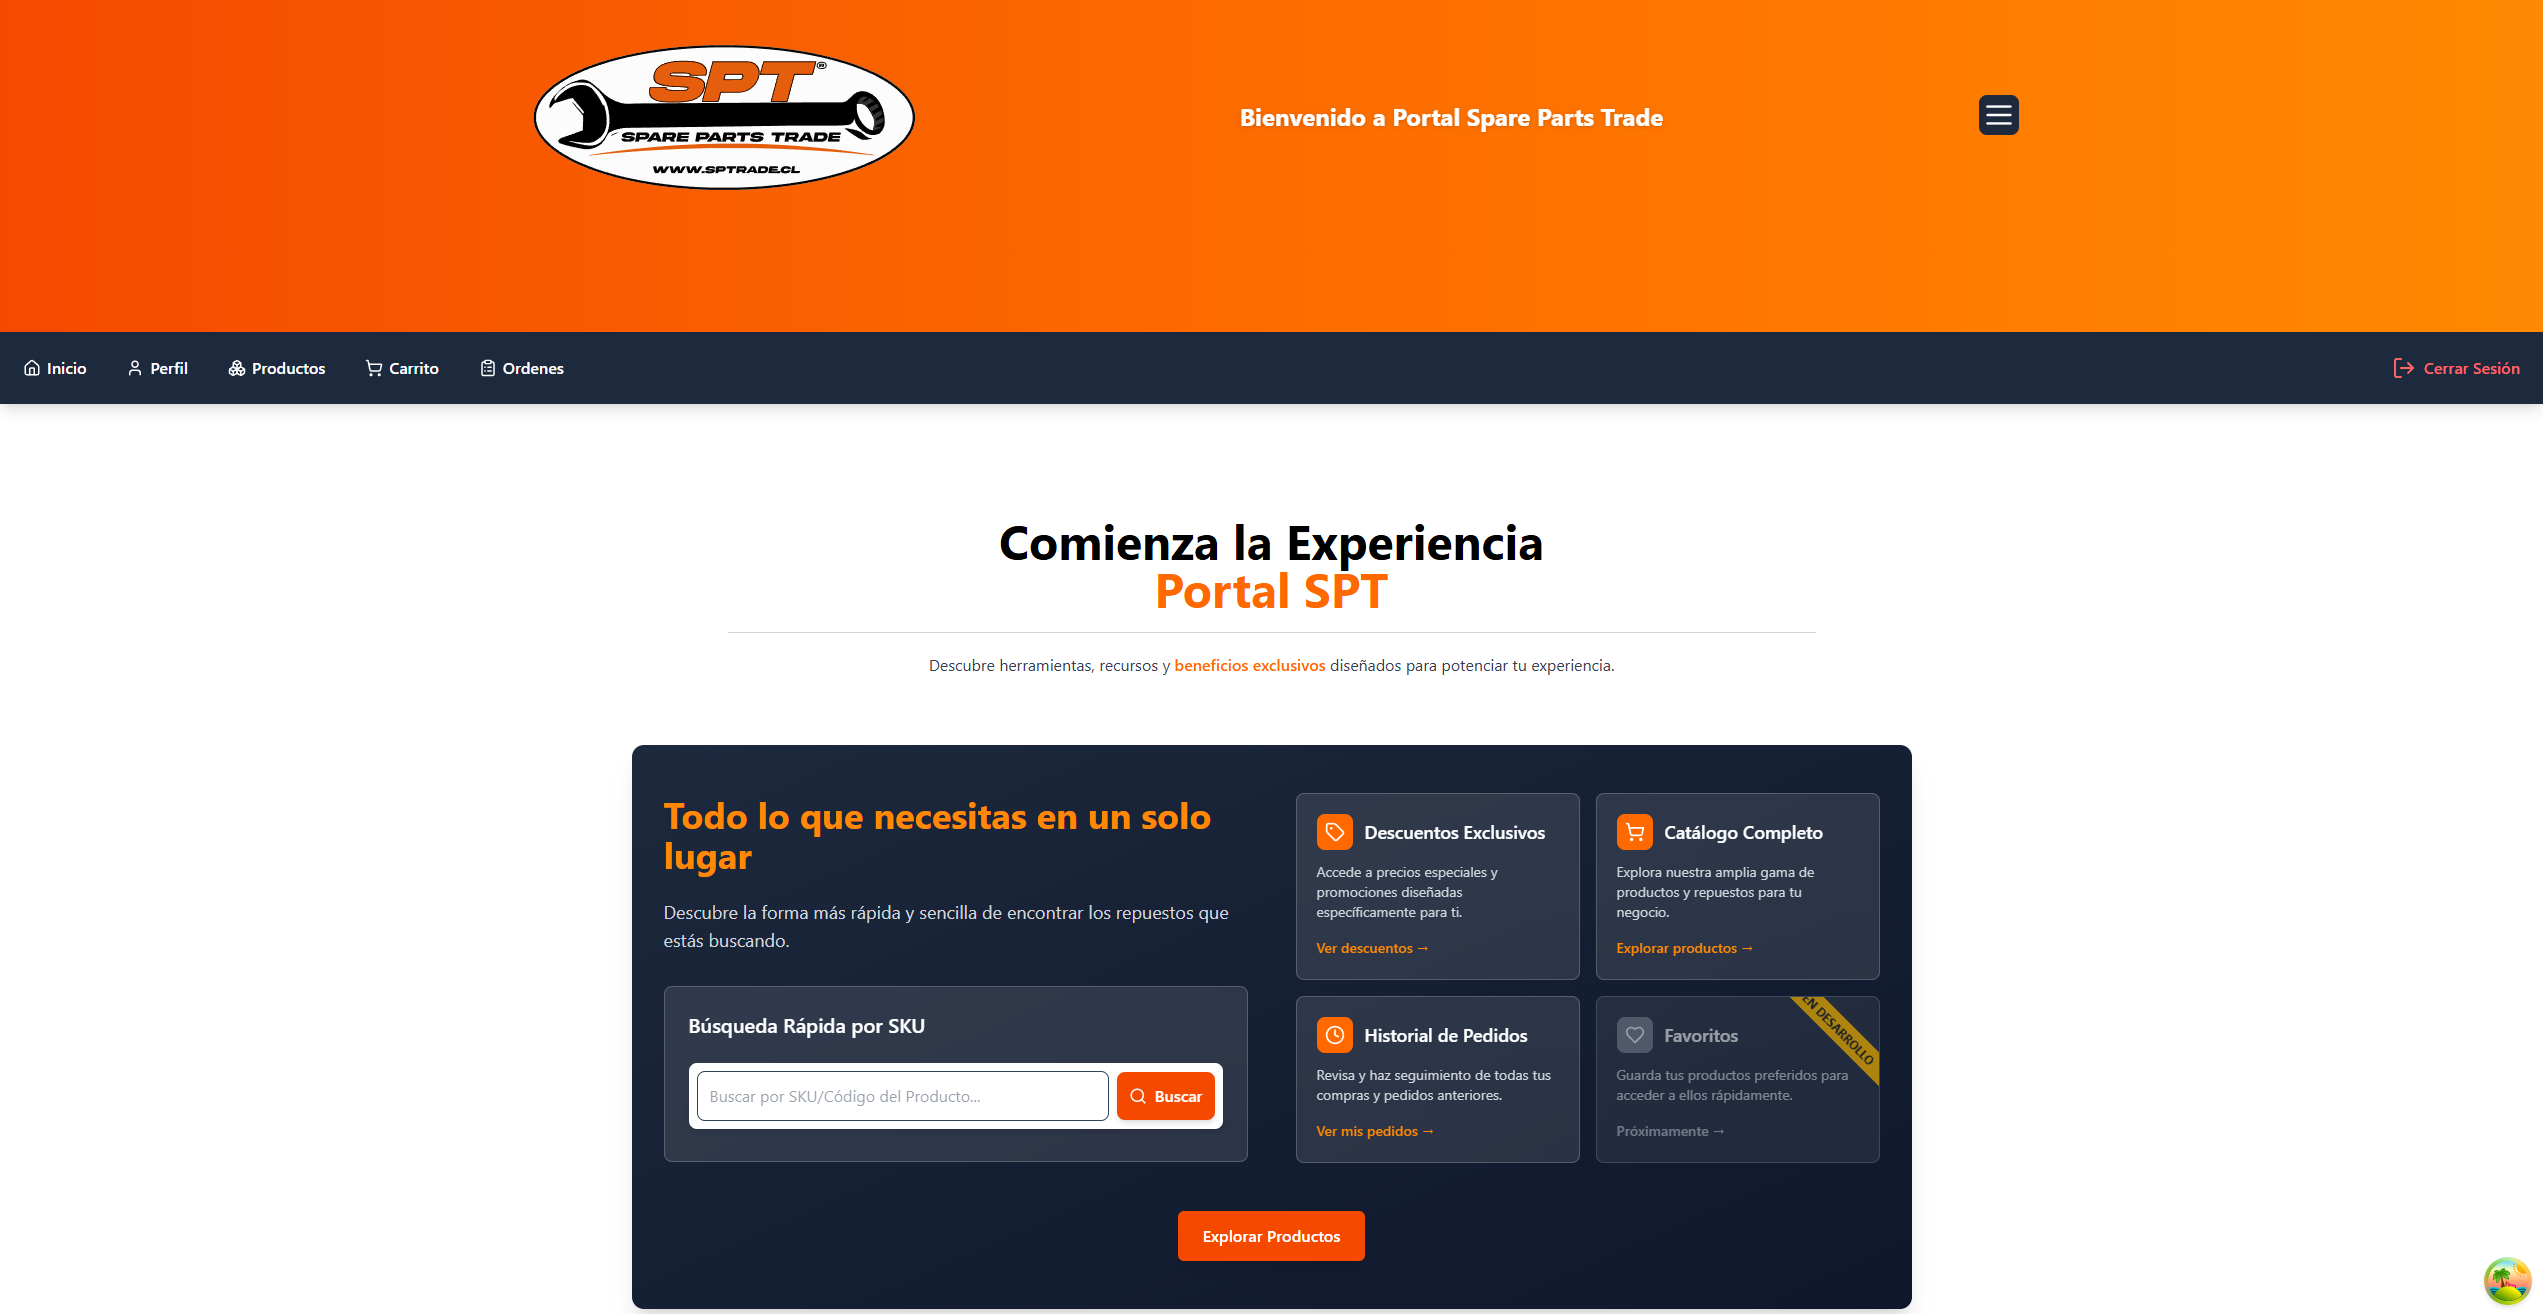 SPT®
SPARE PARTS TRADE
WWW.SPTRADE.CL
Bienvenido a Portal Spare Parts Trade
Inicio
Perfil
Productos
Carrito
Ordenes
Cerrar Sesión
Comienza la Experiencia
Portal SPT
Descubre herramientas, recursos y beneficios exclusivos diseñados para potenciar tu experiencia.
Todo lo que necesitas en un solo
lugar
Descubre la forma más rápida y sencilla de encontrar los repuestos que
estás buscando.
Búsqueda Rápida por SKU
Buscar por SKU/Código del Producto...
Buscar
Descuentos Exclusivos
Accede a precios especiales y
promociones diseñadas
específicamente para ti.
Ver descuentos →
Catálogo Completo
Explora nuestra amplia gama de
productos y repuestos para tu
negocio.
Explorar productos →
Historial de Pedidos
Revisa y haz seguimiento de todas tus
compras y pedidos anteriores.
Ver mis pedidos →
Favoritos
EN DESARROLLO
Guarda tus productos preferidos para
acceder a ellos rápidamente.
Próximamente →
Explorar Productos